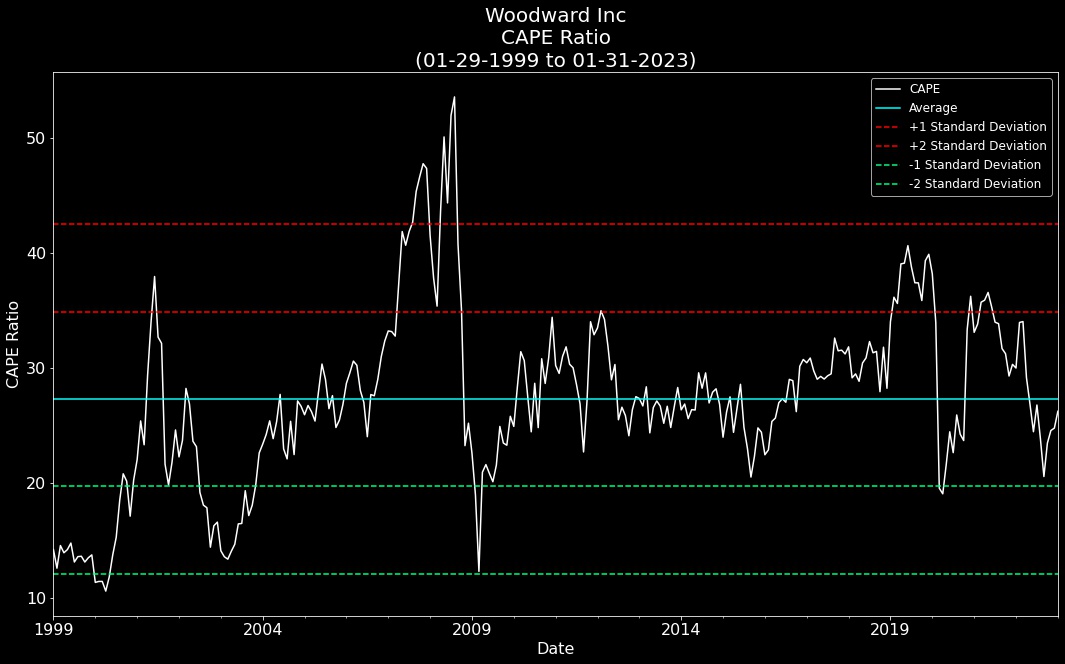 Woodward Inc
CAPE Ratio
(01-29-1999 to 01-31-2023)
CAPE
Average
+1 Standard Deviation
+2 Standard Deviation
-1 Standard Deviation
-2 Standard Deviation
CAPE Ratio
50
40
30
20
10
1999 2004 2009 2014 2019
Date